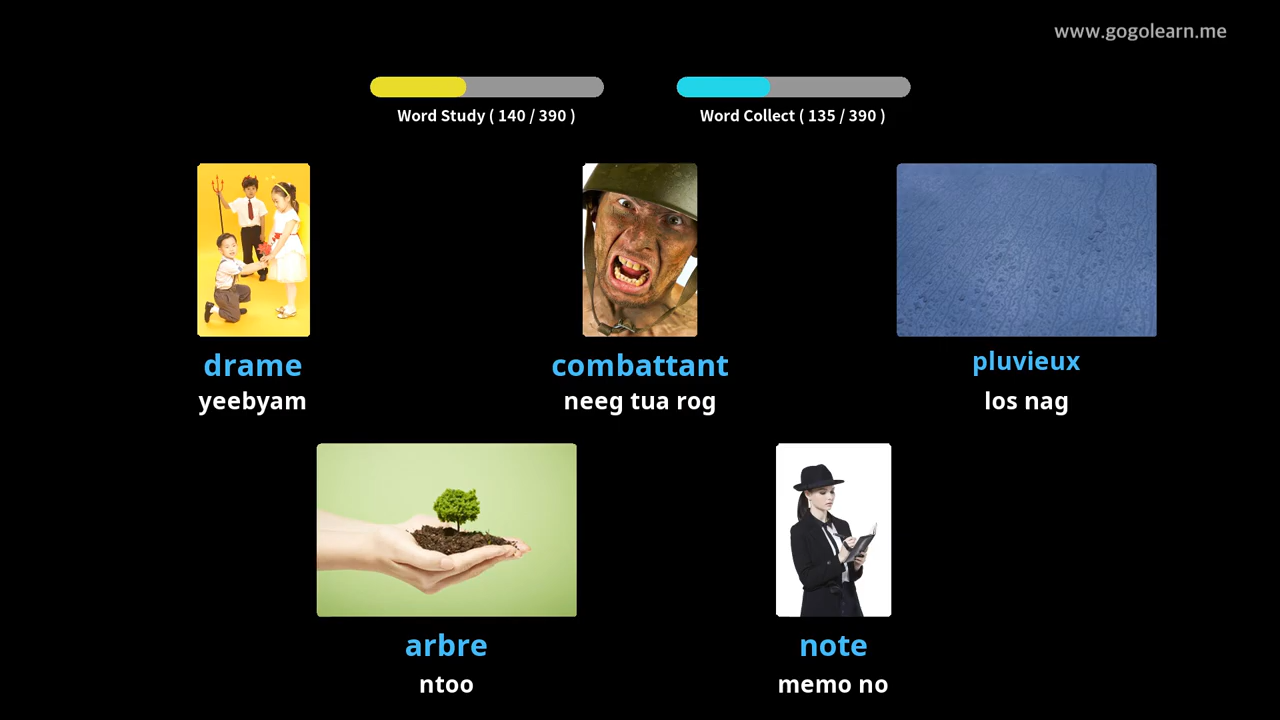 www.gogolearn.me
Word Study ( 140 / 390 )
Word Collect ( 135 / 390 )
drame
yeebyam
combattant
neeg tua rog
pluvieux
los nag
arbre
ntoo
note
memo no